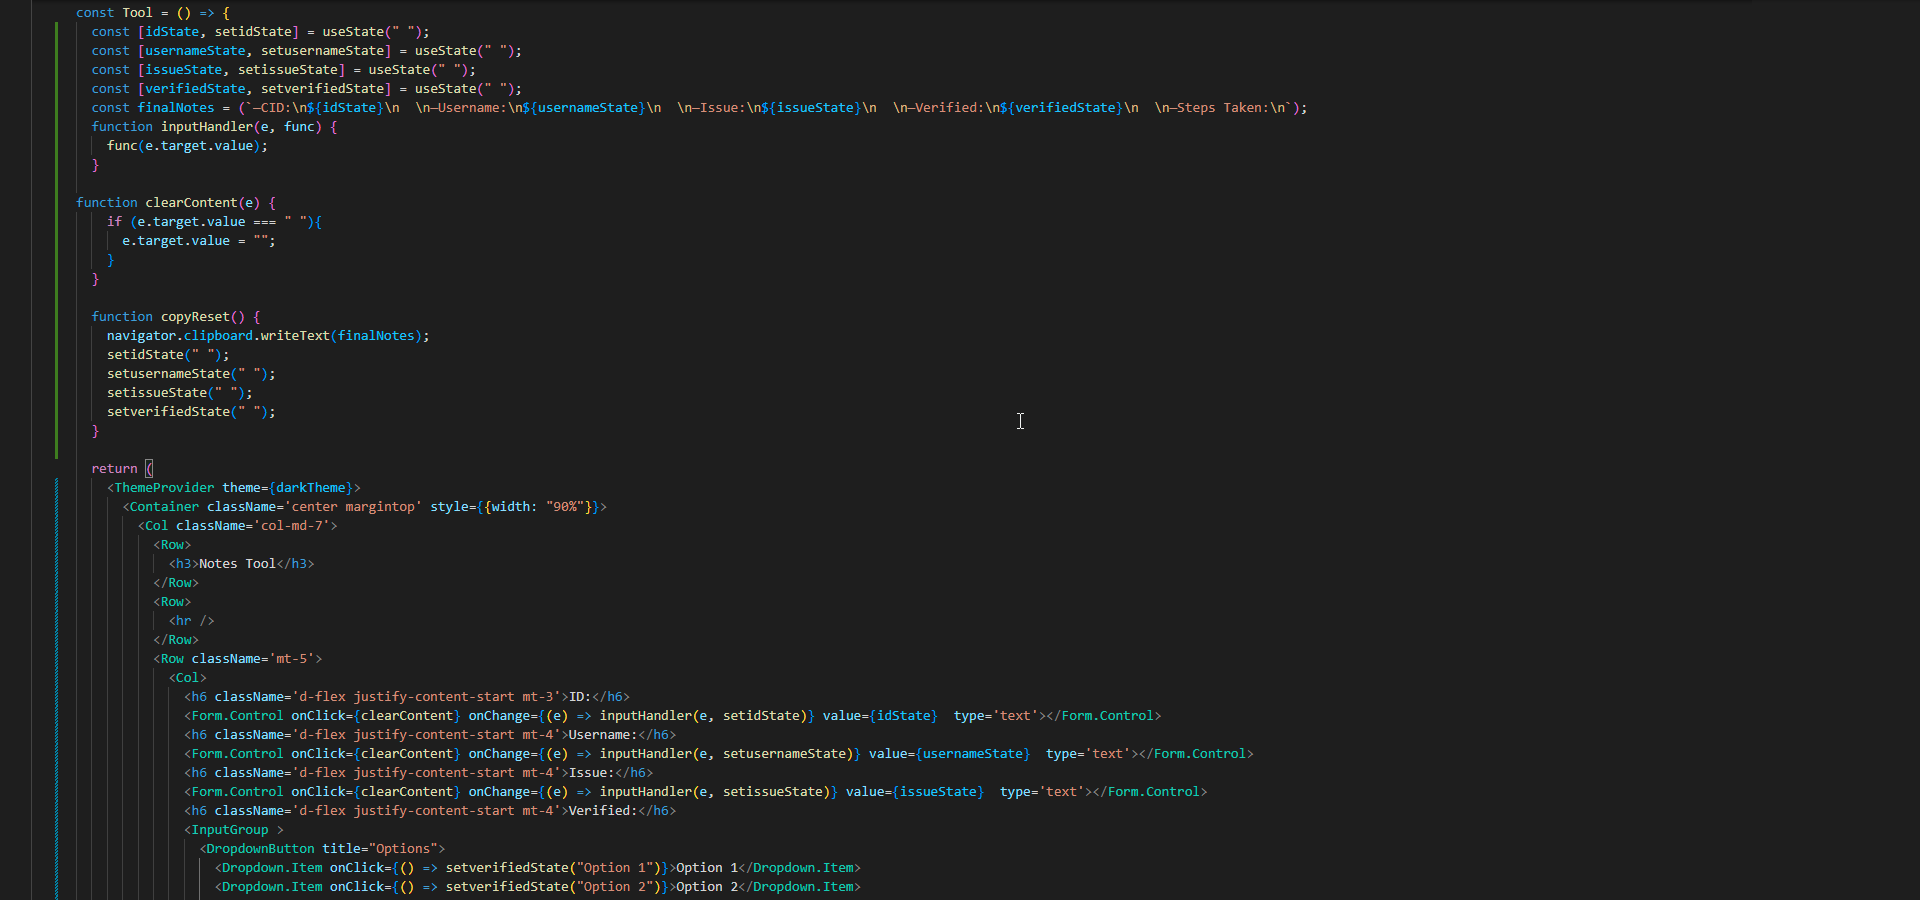 const Tool = () => {
const [idState, setidState] = useState(" ");
const [usernameState, setusernameState] = useState(" ");
const [issueState, setissueState] = useState(" ");
const [verifiedState, setverifiedState] = useState(" ");
const finalNotes = (`—CID:\n${idState}\n  \n—Username:\n${usernameState}\n  \n—Issue:\n${issueState}\n  \n—Verified:\n${verifiedState}\n  \n—Steps Taken:\n`);
function inputHandler(e, func) {
func(e.target.value);
}
function clearContent(e) {
if (e.target.value === " "){
e.target.value = "";
}
}
function copyReset() {
navigator.clipboard.writeText(finalNotes);
setidState(" ");
setusernameState(" ");
setissueState(" ");
setverifiedState(" ");
}
return (
<ThemeProvider theme={darkTheme}>
<Container className='center margintop' style={{width: "90%"}}>
<Col className='col-md-7'>
<Row>
<h3>Notes Tool</h3>
</Row>
<Row>
<hr />
</Row>
<Row className='mt-5'>
<Col>
<h6 className='d-flex justify-content-start mt-3'>ID:</h6>
<Form.Control onClick={clearContent} onChange={(e) => inputHandler(e, setidState)} value={idState}  type='text'></Form.Control>
<h6 className='d-flex justify-content-start mt-4'>Username:</h6>
<Form.Control onClick={clearContent} onChange={(e) => inputHandler(e, setusernameState)} value={usernameState}  type='text'></Form.Control>
<h6 className='d-flex justify-content-start mt-4'>Issue:</h6>
<Form.Control onClick={clearContent} onChange={(e) => inputHandler(e, setissueState)} value={issueState}  type='text'></Form.Control>
<h6 className='d-flex justify-content-start mt-4'>Verified:</h6>
<InputGroup >
<DropdownButton title="Options">
<Dropdown.Item onClick={() => setverifiedState("Option 1")}>Option 1</Dropdown.Item>
<Dropdown.Item onClick={() => setverifiedState("Option 2")}>Option 2</Dropdown.Item>